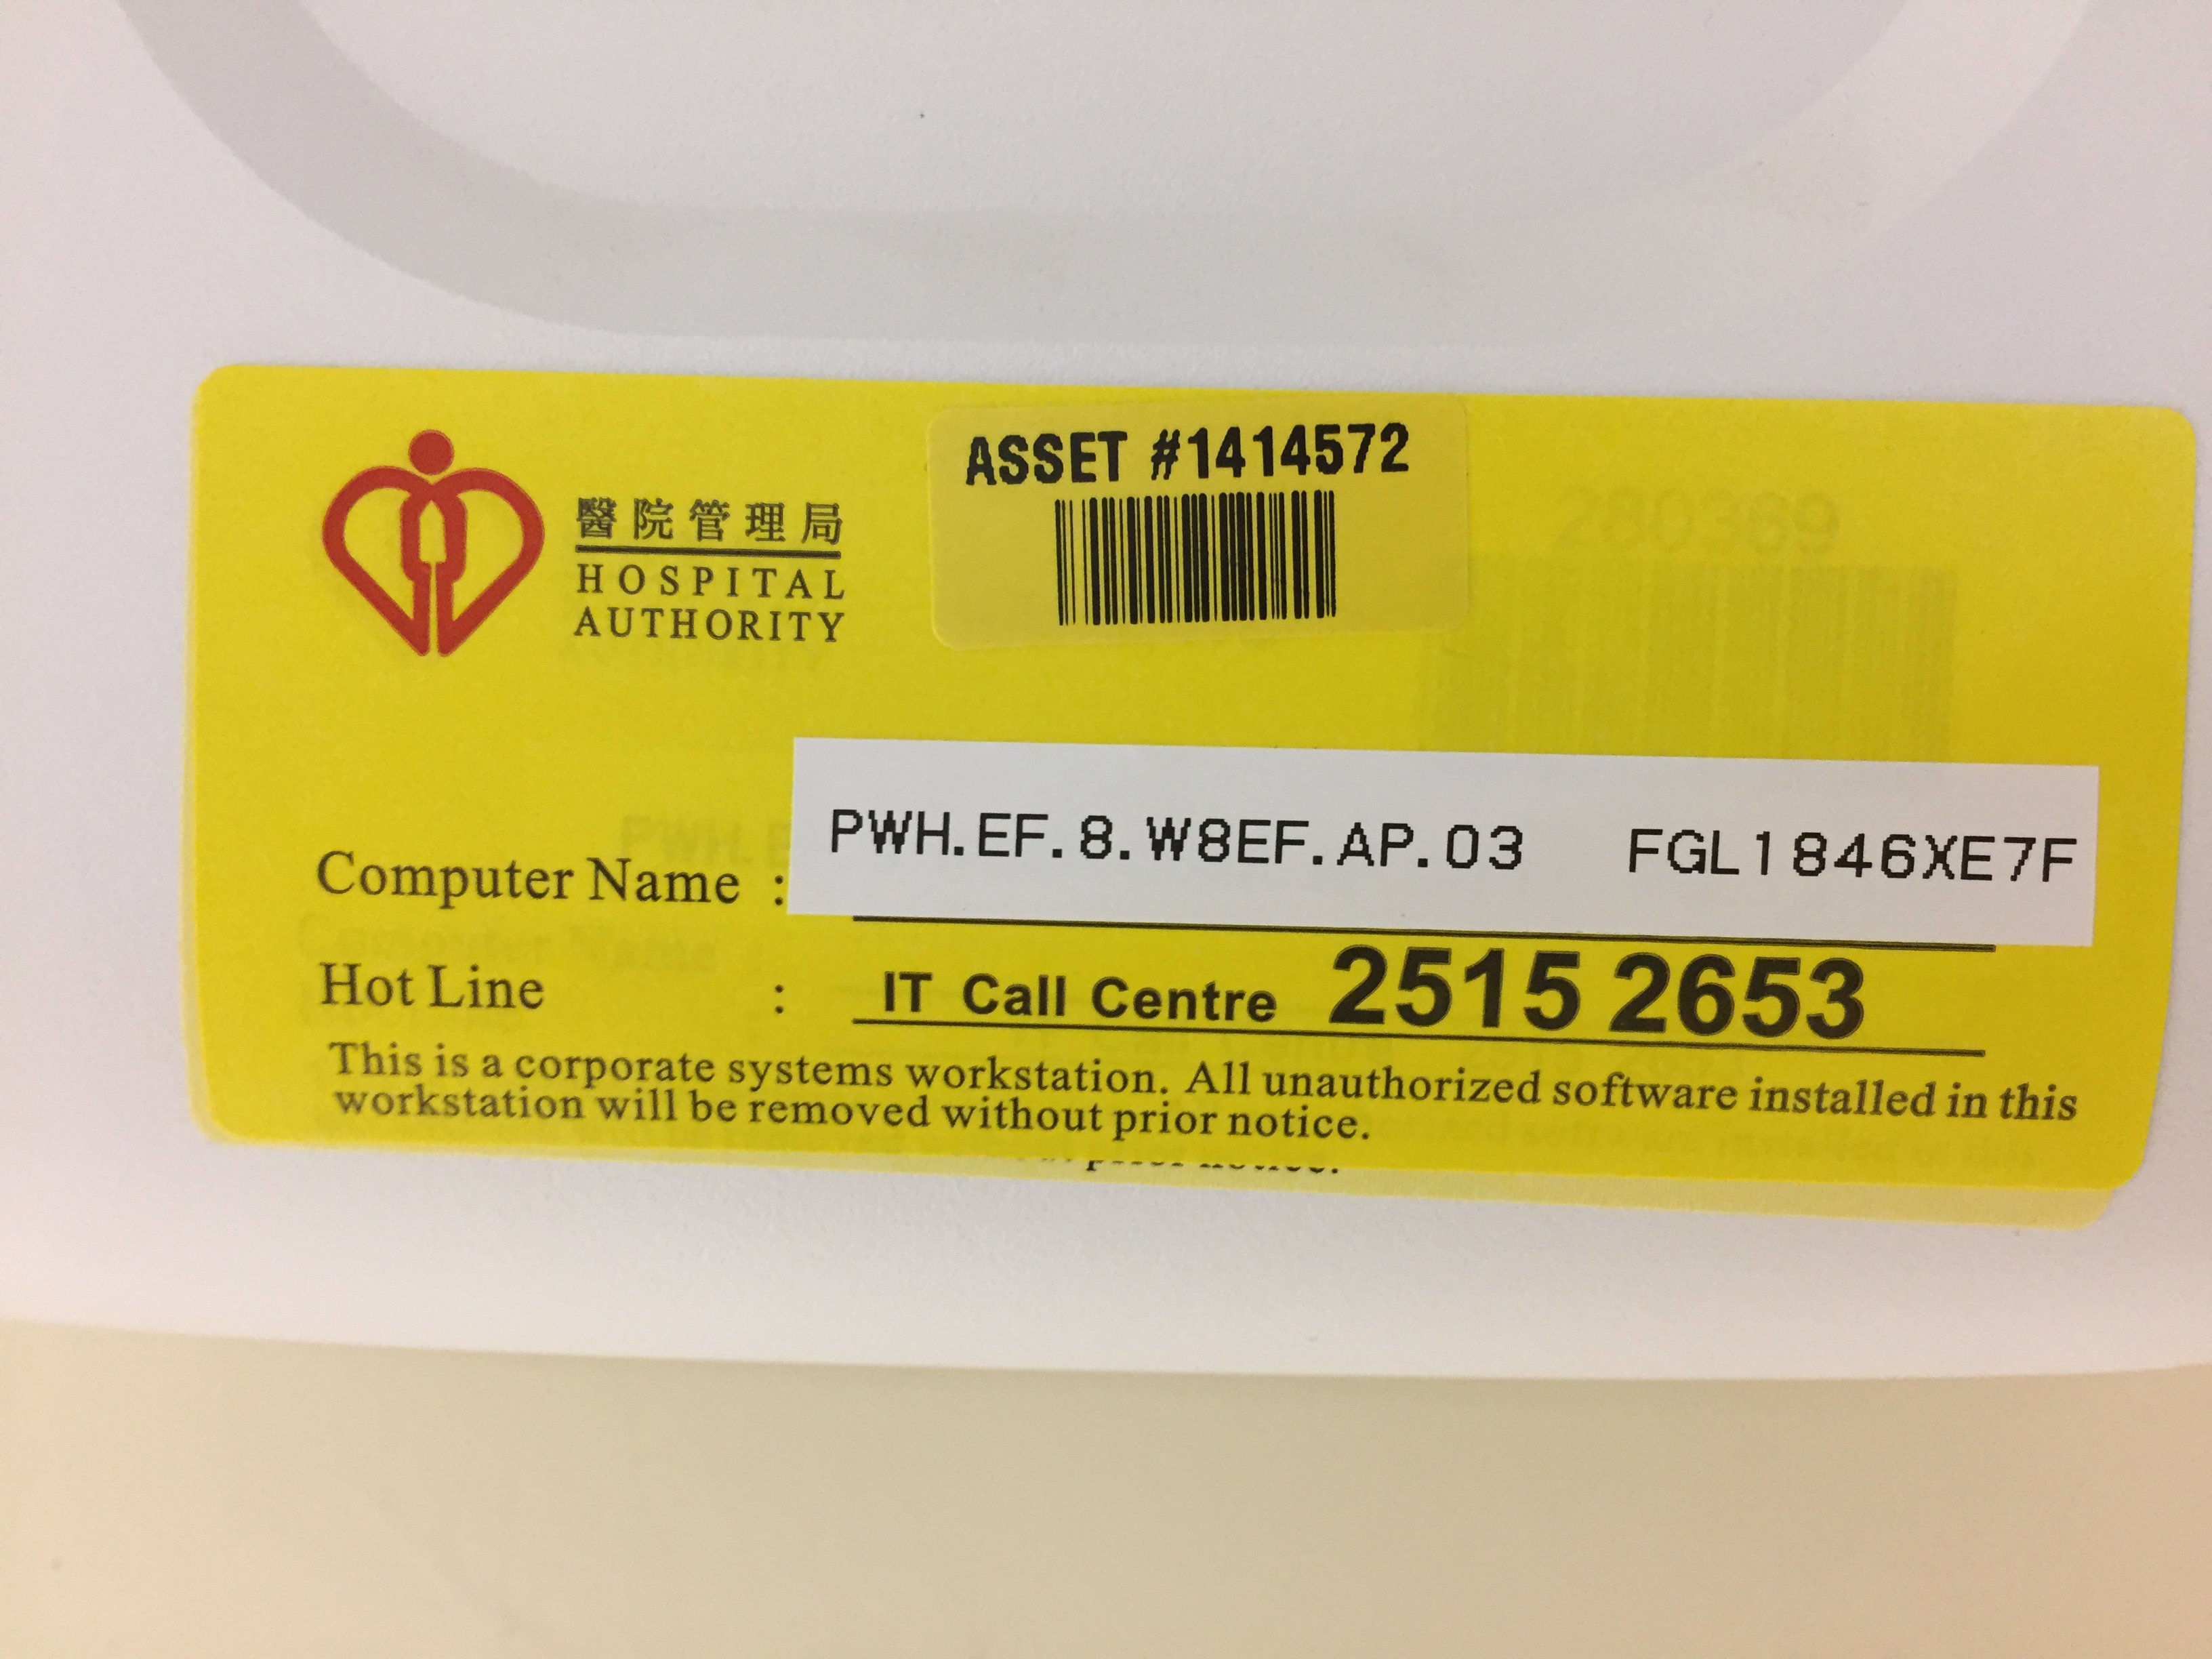 醫院管理局
HOSPITAL
AUTHORITY
ASSET #1414572
280369
PWH.EF.8.W8EF.AP.03 FGL1846XE7F
Computer Name :
Hot Line : IT Call Centre 2515 2653
This is a corporate systems workstation. All unauthorized software installed in this
workstation will be removed without prior notice.
prior notice.